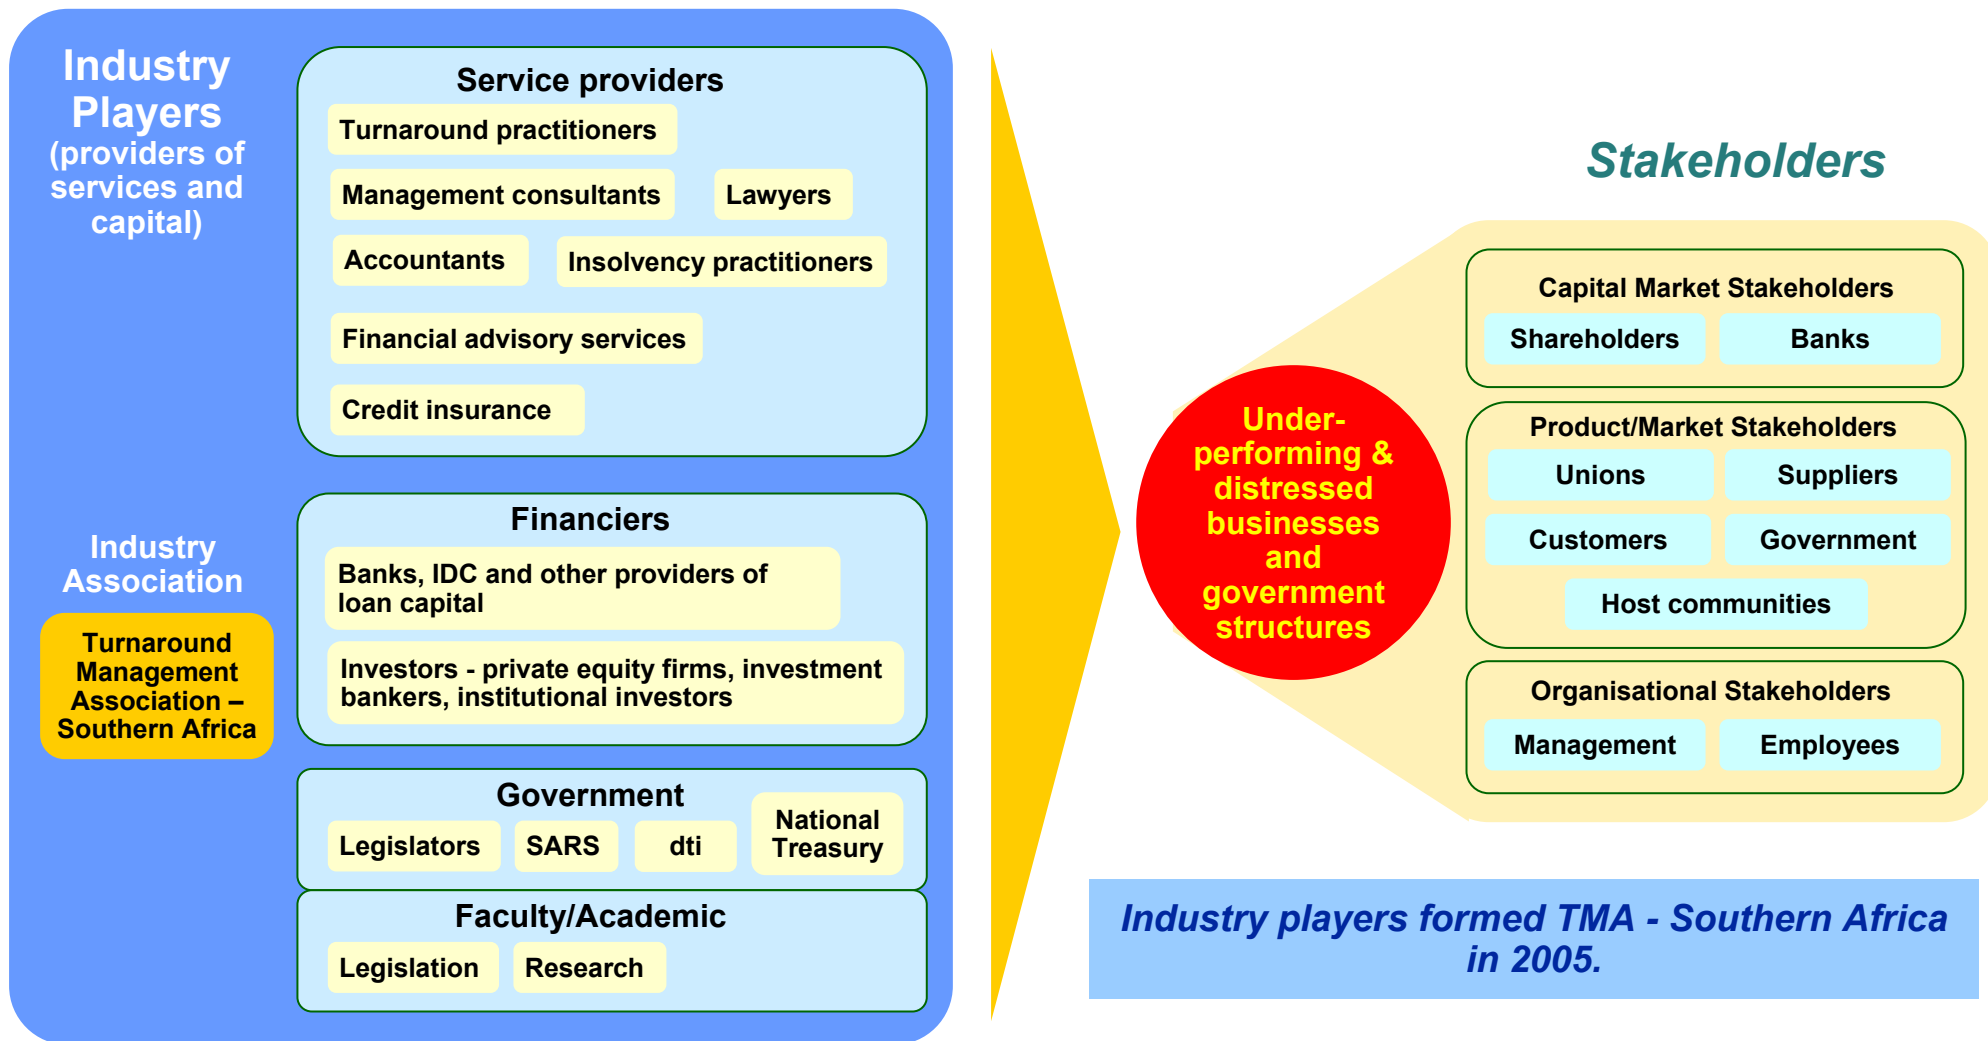 Industry
Players
(providers of
services and
capital)
Service providers
Turnaround practitioners
Management consultants
Lawyers
Accountants
Insolvency practitioners
Financial advisory services
Credit insurance
Industry
Association
Turnaround
Management
Association –
Southern Africa
Financiers
Banks, IDC and other providers of
loan capital
Investors - private equity firms, investment
bankers, institutional investors
Government
Legislators
SARS
dti
National
Treasury
Faculty/Academic
Legislation
Research
Under-
performing &
distressed
businesses
and
government
structures
Stakeholders
Capital Market Stakeholders
Shareholders
Banks
Product/Market Stakeholders
Unions
Suppliers
Customers
Government
Host communities
Organisational Stakeholders
Management
Employees
Industry players formed TMA - Southern Africa
in 2005.